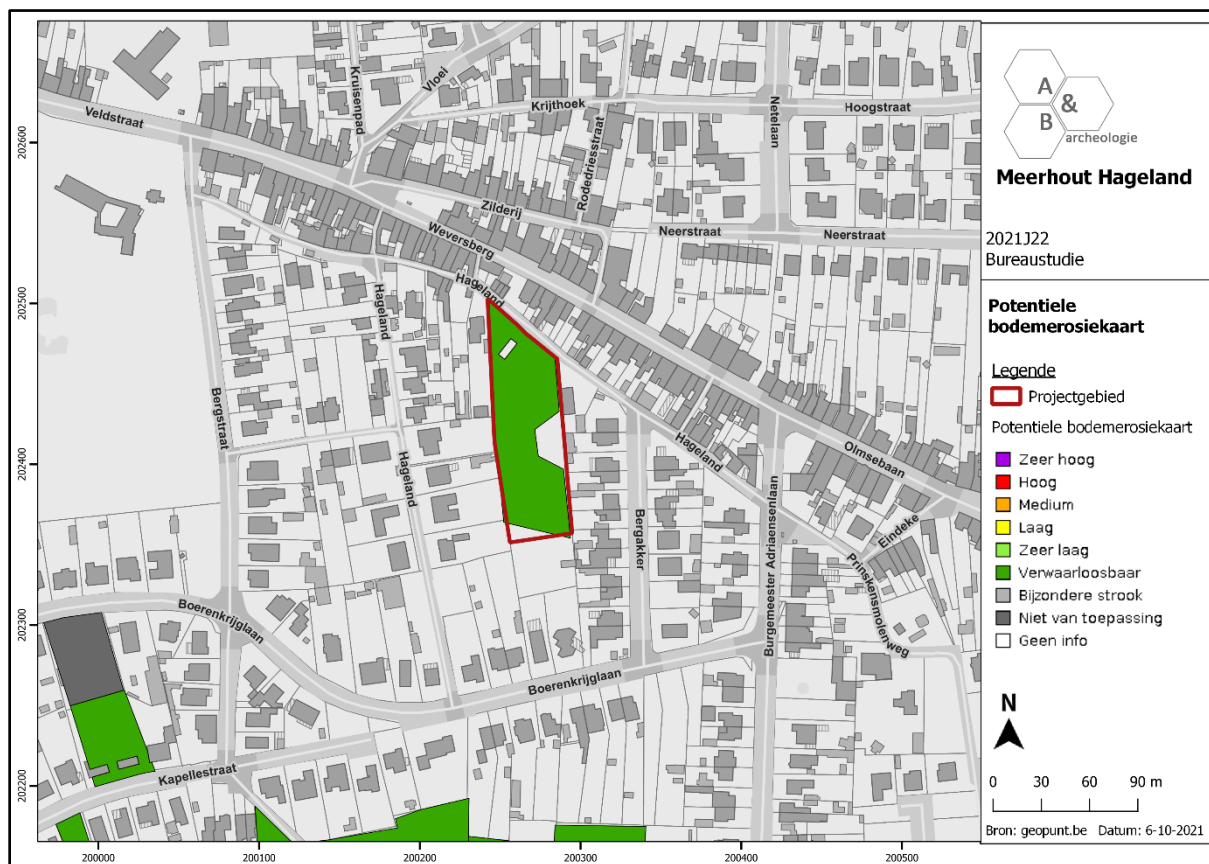 Veldstraat
Kruisenpad
Vloei
Krijthoek
Hoogstraat
Netelaan
Rodedriesstraat
Zilderij
Neerstraat
Neerstraat
Weversberg
Hageland
Hageland
Bergstraat
Hageland
Hageland
Olmsebaan
Bergakker
Burgemeester Adriaensenlaan
Eindeke
Prinskensmolenweg
Boerenkrijglaan
Boerenkrijglaan
Kapellestraat
202600
202500
202400
202300
202200
200000
200100
200200
200300
200400
200500
A
&
B
archeologie
Meerhout Hageland
2021J22
Bureaustudie
Potentiele
bodemerosiekaart
Legende
Projectgebied
Potentiele bodemerosiekaart
Zeer hoog
Hoog
Medium
Laag
Zeer laag
Verwaarloosbaar
Bijzondere strook
Niet van toepassing
Geen info
N
0 30 60 90 m
Bron: geopunt.be Datum: 6-10-2021